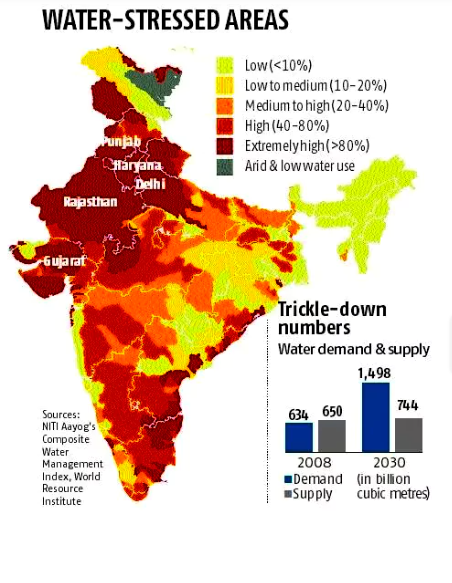 WATER-STRESSED AREAS
Low (<10%)
Low to medium (10-20%)
Medium to high (20-40%)
High (40-80%)
Extremely high (>80%)
Arid & low water use
Punjab
Haryana
Delhi
Rajasthan
Gujarat
Trickle-down
numbers
Water demand & supply
1,498
634
650
744
2008
2030
Demand
Supply
(in billion
cubic metres)
Sources:
NITI Aayog's
Composite
Water
Management
Index, World
Resource
Institute